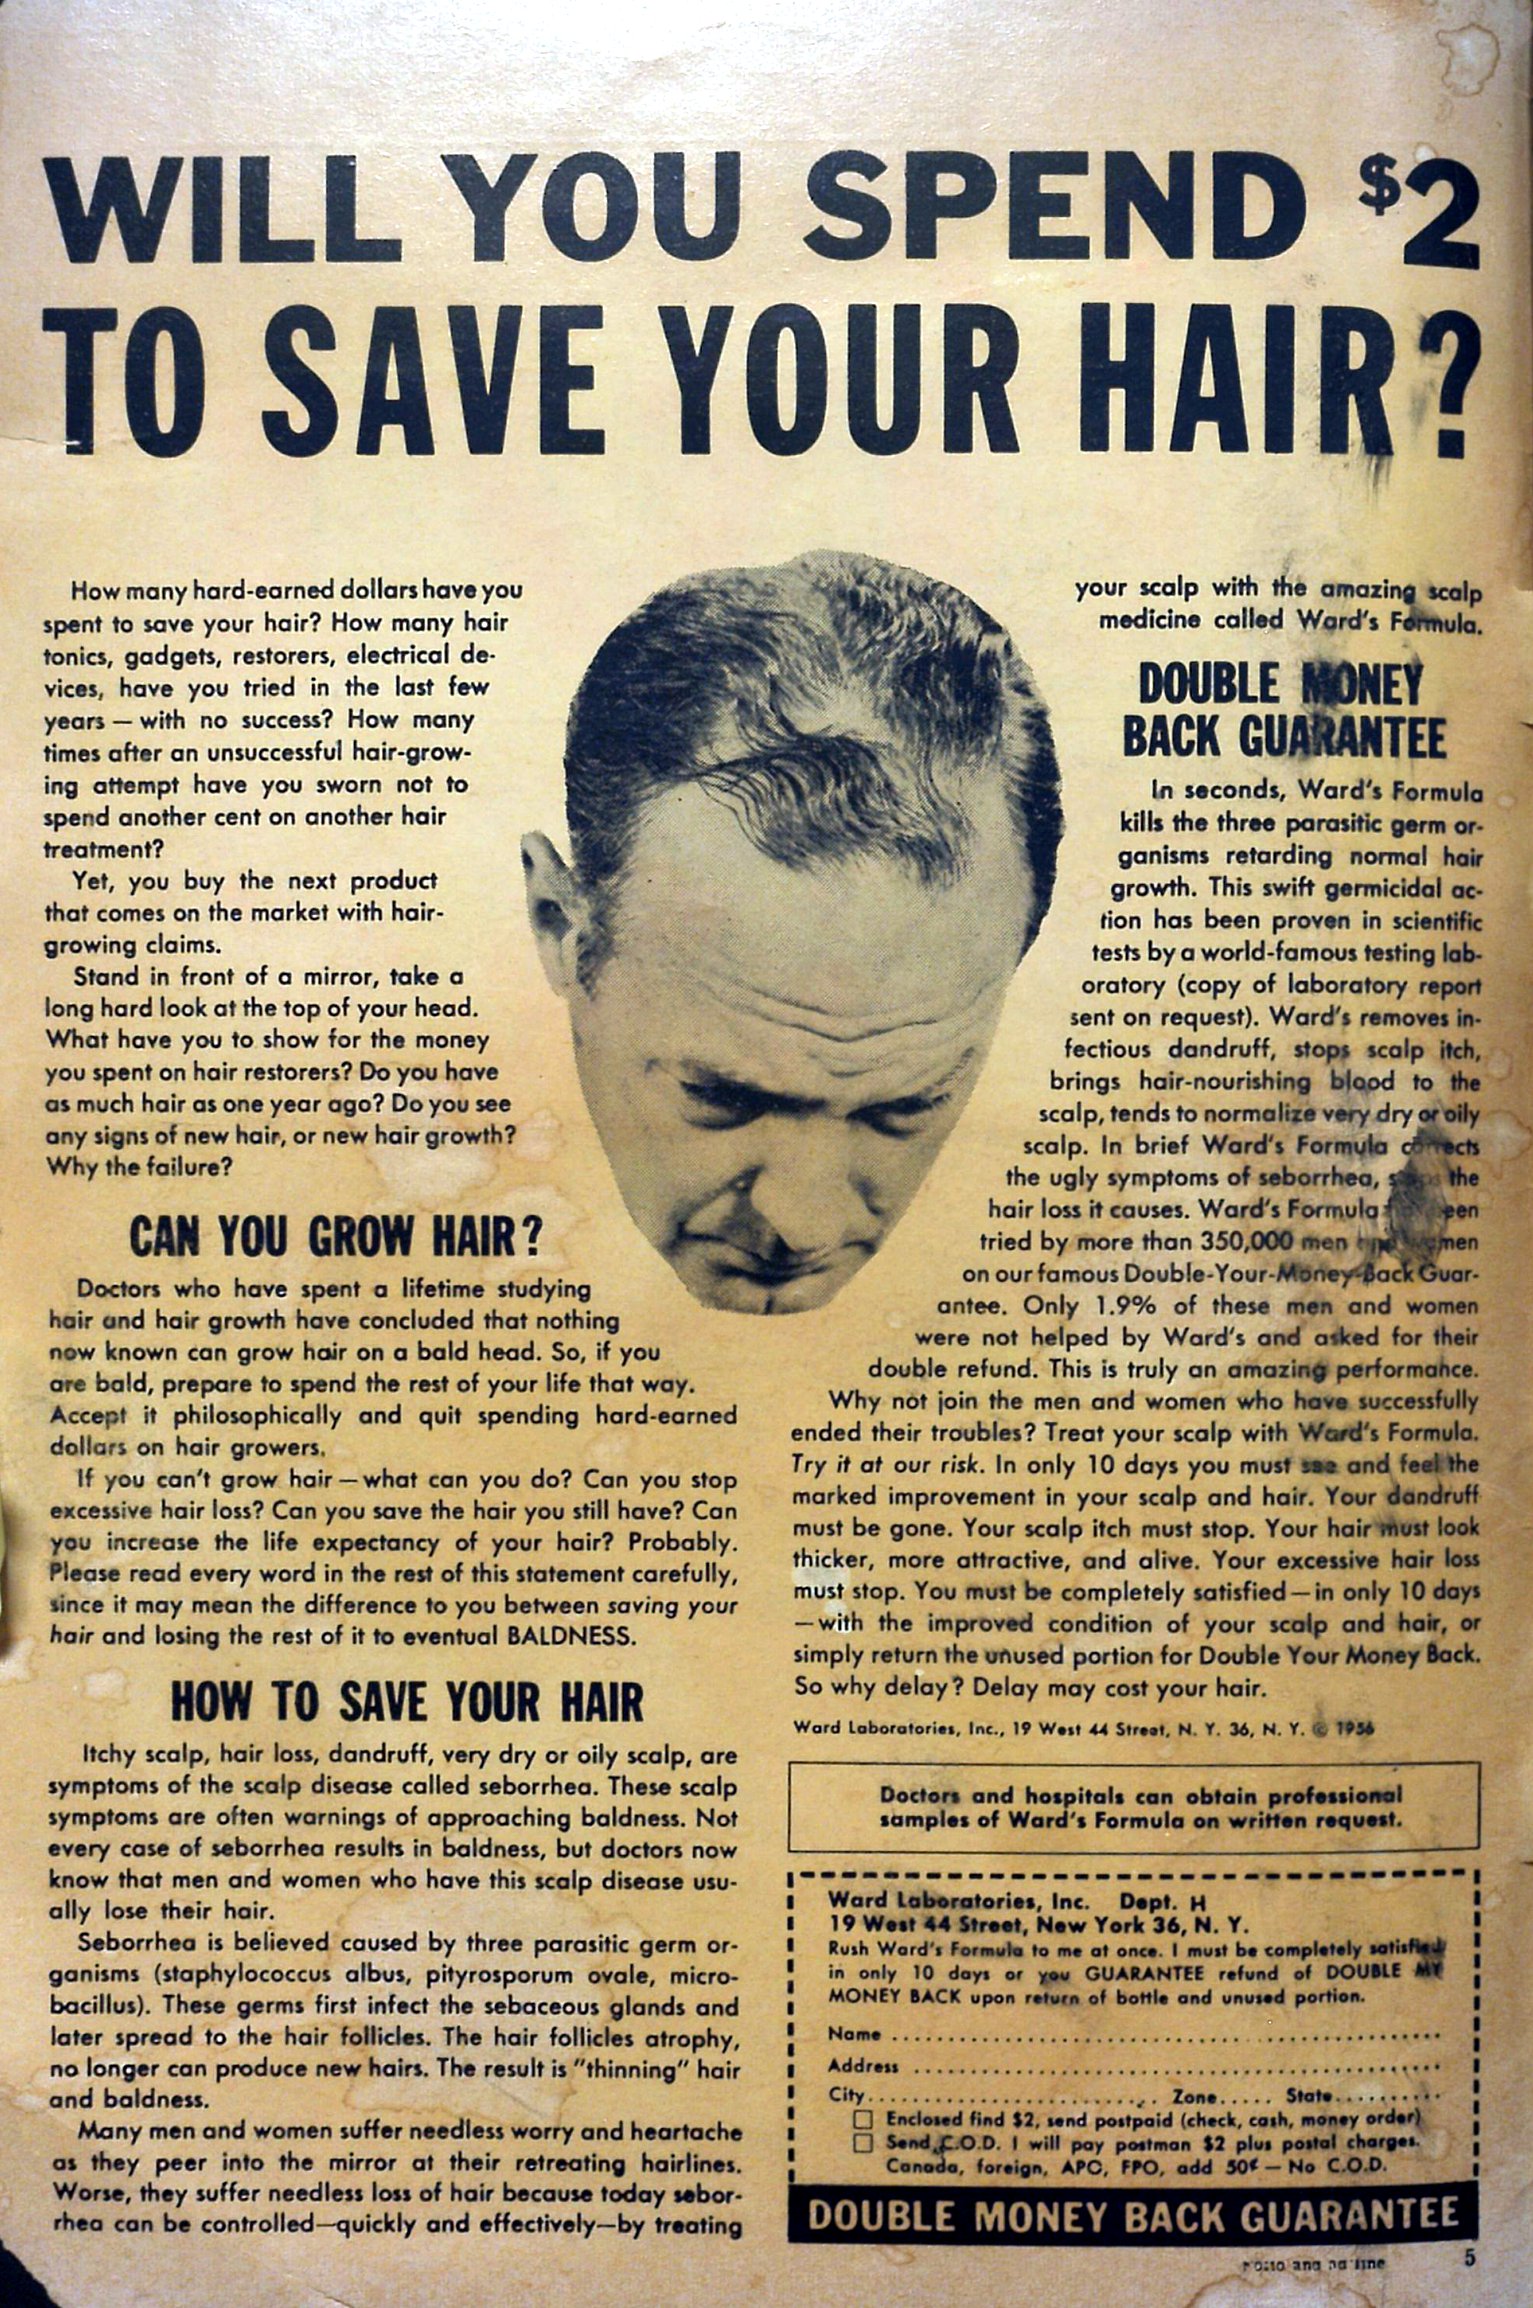 WILL YOU SPEND $2
TO SAVE YOUR HAIR?
How many hard-earned dollars have you
spent to save your hair? How many hair
tonics, gadgets, restorers, electrical de-
vices, have you tried in the last few
years — with no success? How many
times after an unsuccessful hair-grow-
ing attempt have you sworn not to
spend another cent on another hair
treatment?
Yet, you buy the next product
that comes on the market with hair-
growing claims.
Stand in front of a mirror, take a
long hard look at the top of your head.
What have you to show for the money
you spent on hair restorers? Do you have
as much hair as one year ago? Do you see
any signs of new hair, or new hair growth?
Why the failure?
CAN YOU GROW HAIR?
Doctors who have spent a lifetime studying
hair and hair growth have concluded that nothing
now known can grow hair on a bald head. So, if you
are bald, prepare to spend the rest of your life that way.
Accept it philosophically and quit spending hard-earned
dollars on hair growers.
If you can't grow hair — what can you do? Can you stop
excessive hair loss? Can you save the hair you still have? Can
you increase the life expectancy of your hair? Probably.
Please read every word in the rest of this statement carefully,
since it may mean the difference to you between saving your
hair and losing the rest of it to eventual BALDNESS.
HOW TO SAVE YOUR HAIR
Itchy scalp, hair loss, dandruff, very dry or oily scalp, are
symptoms of the scalp disease called seborrhea. These scalp
symptoms are often warnings of approaching baldness. Not
every case of seborrhea results in baldness, but doctors now
know that men and women who have this scalp disease usu-
ally lose their hair.
Seborrhea is believed caused by three parasitic germ or-
ganisms (staphylococcus albus, pityrosporum ovale, micro-
bacillus). These germs first infect the sebaceous glands and
later spread to the hair follicles. The hair follicles atrophy,
no longer can produce new hairs. The result is "thinning" hair
and baldness.
Many men and women suffer needless worry and heartache
as they peer into the mirror at their retreating hairlines.
Worse, they suffer needless loss of hair because today sebor-
rhea can be controlled—quickly and effectively—by treating
your scalp with the amazing scalp
medicine called Ward's Formula.
DOUBLE MONEY
BACK GUARANTEE
In seconds, Ward's Formula
kills the three parasitic germ or-
ganisms retarding normal hair
growth. This swift germicidal ac-
tion has been proven in scientific
tests by a world-famous testing lab-
oratory (copy of laboratory report
sent on request). Ward's removes in-
fectious dandruff, stops scalp itch,
brings hair-nourishing blood to the
scalp, tends to normalize very dry or oily
scalp. In brief Ward's Formula corrects
the ugly symptoms of seborrhea, the
hair loss it causes. Ward's Formula
tried by more than 350,000 men
on our famous Double-Your-Money-Back Guar-
antee. Only 1.9% of these men and women
were not helped by Ward's and asked for their
double refund. This is truly an amazing performance.
Why not join the men and women who have successfully
ended their troubles? Treat your scalp with Ward's Formula.
Try it at our risk. In only 10 days you must see and feel the
marked improvement in your scalp and hair. Your dandruff
must be gone. Your scalp itch must stop. Your hair must look
thicker, more attractive, and alive. Your excessive hair loss
must stop. You must be completely satisfied — in only 10 days
— with the improved condition of your scalp and hair, or
simply return the unused portion for Double Your Money Back.
So why delay? Delay may cost your hair.
Ward Laboratories, Inc., 19 West 44 Street, N. Y. 36, N. Y. © 1956
Doctors and hospitals can obtain professional
samples of Ward's Formula on written request.
Ward Laboratories, Inc. Dept. H
19 West 44 Street, New York 36, N. Y.
Rush Ward's Formula to me at once. I must be completely satisfied
in only 10 days or you GUARANTEE refund of DOUBLE MY
MONEY BACK upon return of bottle and unused portion.
Name
Address
City Zone State
Enclosed find $2, send postpaid (check, cash, money order)
Send C.O.D. I will pay postman $2 plus postal charges.
Canada, foreign, APO, FPO, add 50¢ — No C.O.D.
DOUBLE MONEY BACK GUARANTEE
5